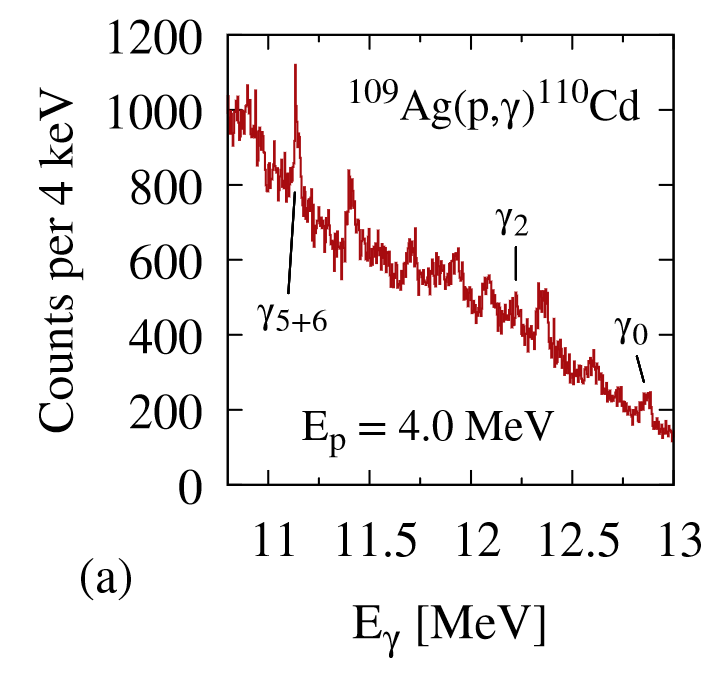 1200
1000
800
600
400
200
0
Counts per 4 keV
¹⁰⁹Ag(p,γ)¹¹⁰Cd
γ₂
γ₅₊₆
γ₀
Eₚ = 4.0 MeV
11 11.5 12 12.5 13
(a)
Eᵧ [MeV]